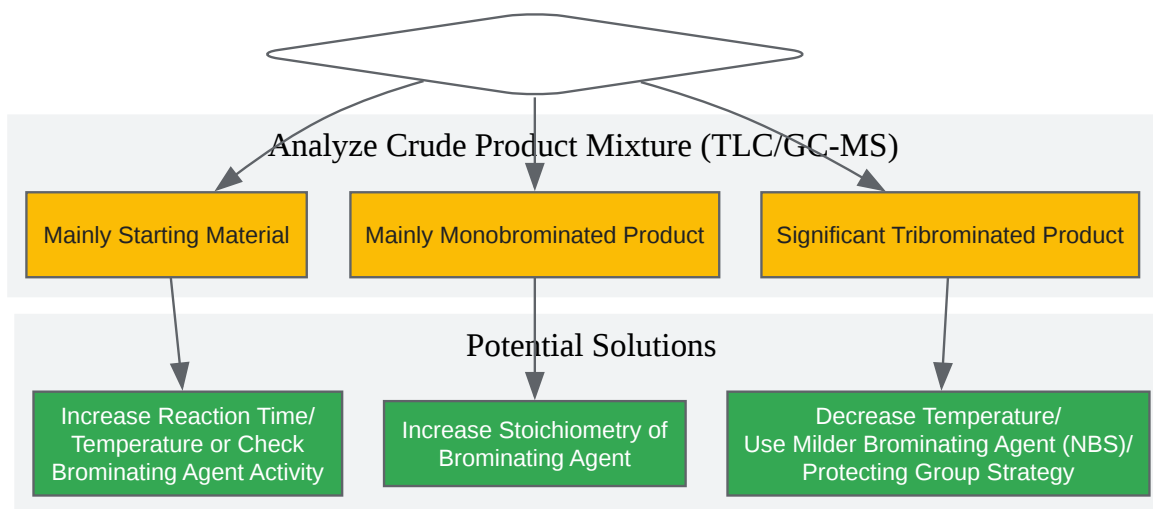 Analyze Crude Product Mixture (TLC/GC-MS)
Mainly Starting Material
Mainly Monobrominated Product
Significant Tribrominated Product
Potential Solutions
Increase Reaction Time/
Temperature or Check
Brominating Agent Activity
Increase Stoichiometry of
Brominating Agent
Decrease Temperature/
Use Milder Brominating Agent (NBS)/
Protecting Group Strategy